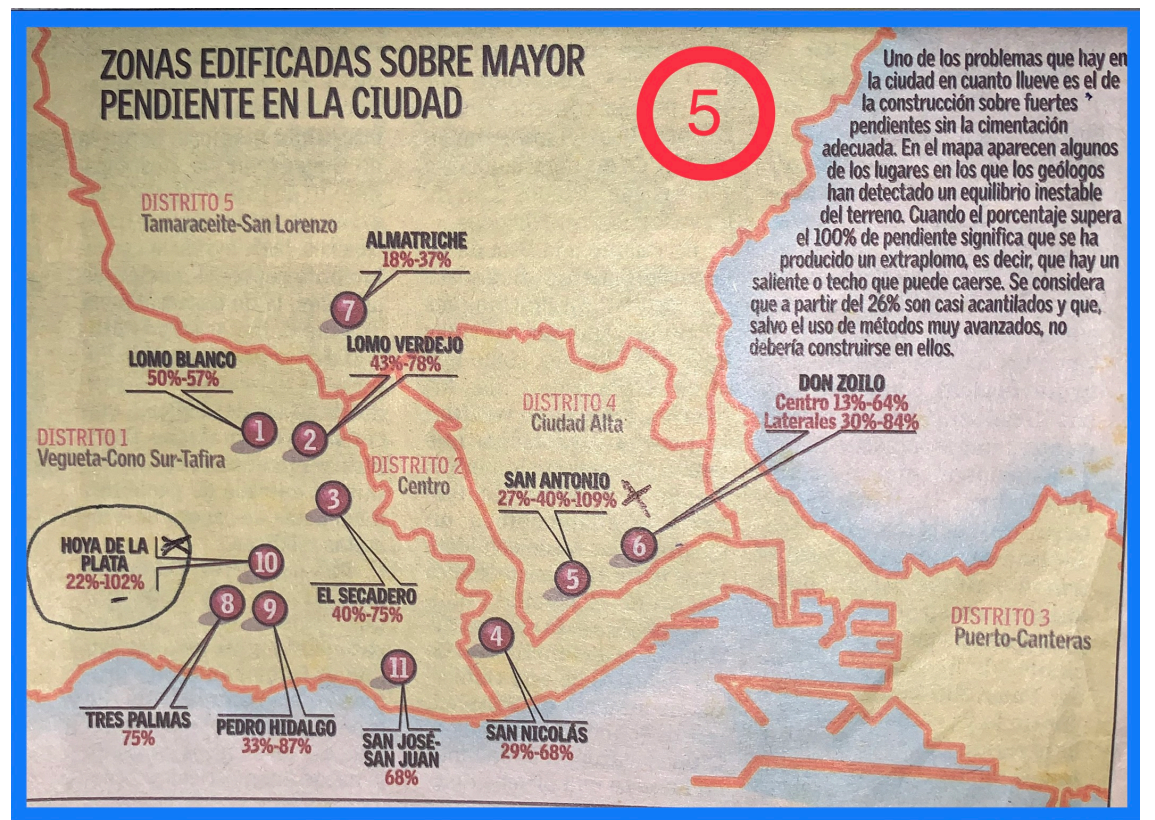 ZONAS EDIFICADAS SOBRE MAYOR
PENDIENTE EN LA CIUDAD
5
Uno de los problemas que hay en
la ciudad en cuanto llueve es el de
la construcción sobre fuertes
pendientes sin la cimentación
adecuada. En el mapa aparecen algunos
de los lugares en los que los geólogos
han detectado un equilibrio inestable
del terreno. Cuando el porcentaje supera
el 100% de pendiente significa que se ha
producido un extraplomo, es decir, que hay un
saliente o techo que puede caerse. Se considera
que a partir del 26% son casi acantilados y que,
salvo el uso de métodos muy avanzados, no
debería construirse en ellos.
DISTRITO 5
Tamaraceite-San Lorenzo
ALMATRICHE
18%-37%
7
LOMO VERDEJO
43%-78%
LOMO BLANCO
50%-57%
1
2
DISTRITO 1
Vegueta-Cono Sur-Tafira
DISTRITO 2
Centro
DISTRITO 4
Ciudad Alta
DON ZOILO
Centro 13%-64%
Laterales 30%-84%
SAN ANTONIO
27%-40%-109%
3
6
5
HOYA DE LA
PLATA
22%-102%
10
8
9
EL SECADERO
40%-75%
4
11
DISTRITO 3
Puerto-Canteras
TRES PALMAS
75%
PEDRO HIDALGO
33%-87%
SAN JOSÉ-
SAN JUAN
68%
SAN NICOLÁS
29%-68%